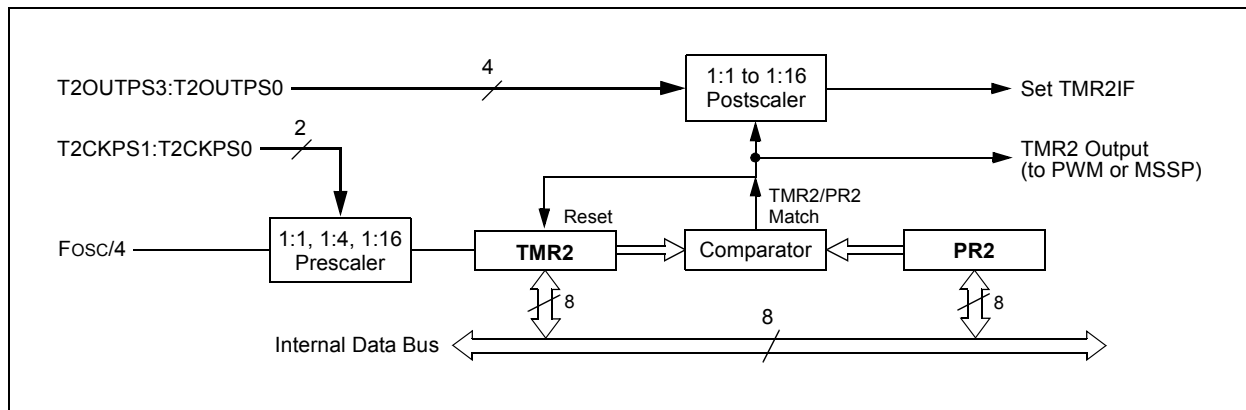 4
1:1 to 1:16
T2OUTPS3:T2OUTPS0
Postscaler
Set TMR2IF
2
T2CKPS1:T2CKPS0
TMR2 Output
(to PWM or MSSP)
TMR2/PR2
Match
Reset
FOSC/4
1:1, 1:4, 1:16
Prescaler
TMR2
Comparator
PR2
8
8
8
Internal Data Bus